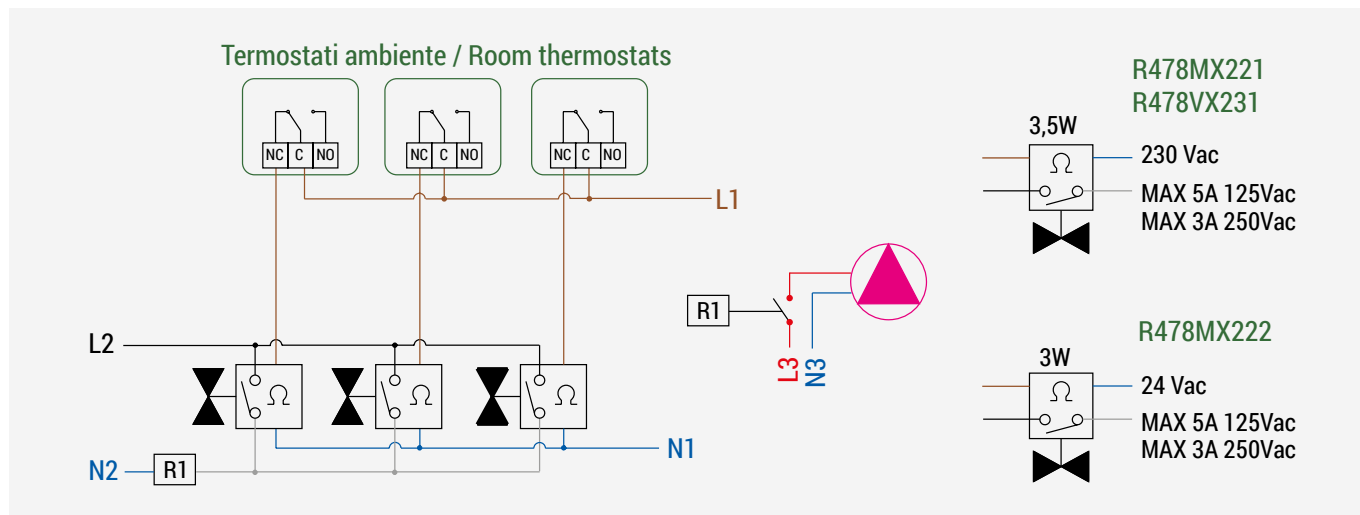 Termostati ambiente / Room thermostats
NC C NO
NC C NO
NC C NO
L1
L2
Ω
Ω
Ω
N1
N2
R1
R1
L3
N3
R478MX221
R478VX231
3,5W
Ω
230 Vac
MAX 5A 125Vac
MAX 3A 250Vac
R478MX222
3W
Ω
24 Vac
MAX 5A 125Vac
MAX 3A 250Vac